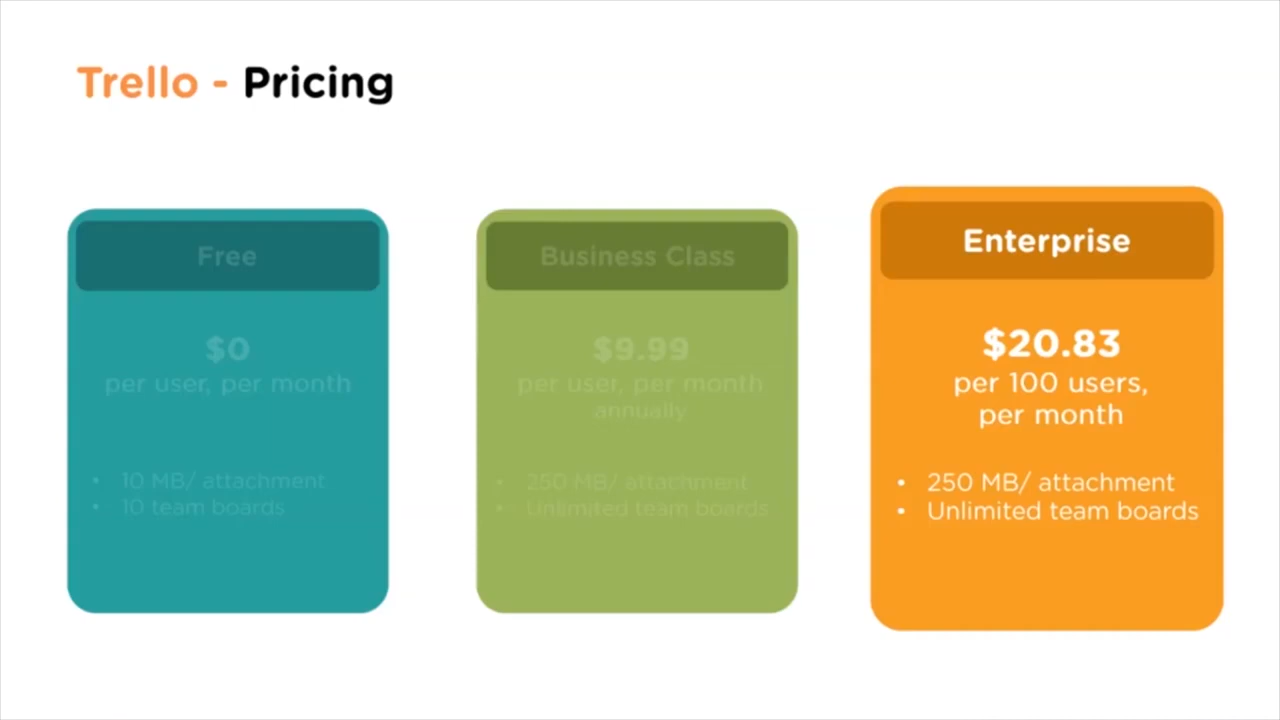 Trello - Pricing
Free
$0
per user, per month
• 10 MB/ attachment
• 10 team boards
Business Class
$9.99
per user, per month
annually
• 250 MB/ attachment
• Unlimited team boards
Enterprise
$20.83
per 100 users,
per month
• 250 MB/ attachment
• Unlimited team boards